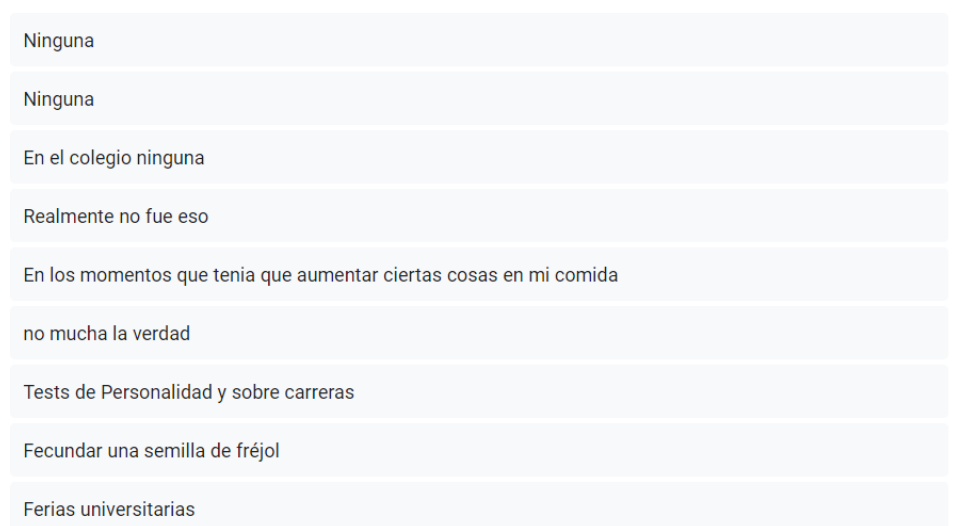 Ninguna
Ninguna
En el colegio ninguna
Realmente no fue eso
En los momentos que tenia que aumentar ciertas cosas en mi comida
no mucha la verdad
Tests de Personalidad y sobre carreras
Fecundar una semilla de fréjol
Ferias universitarias